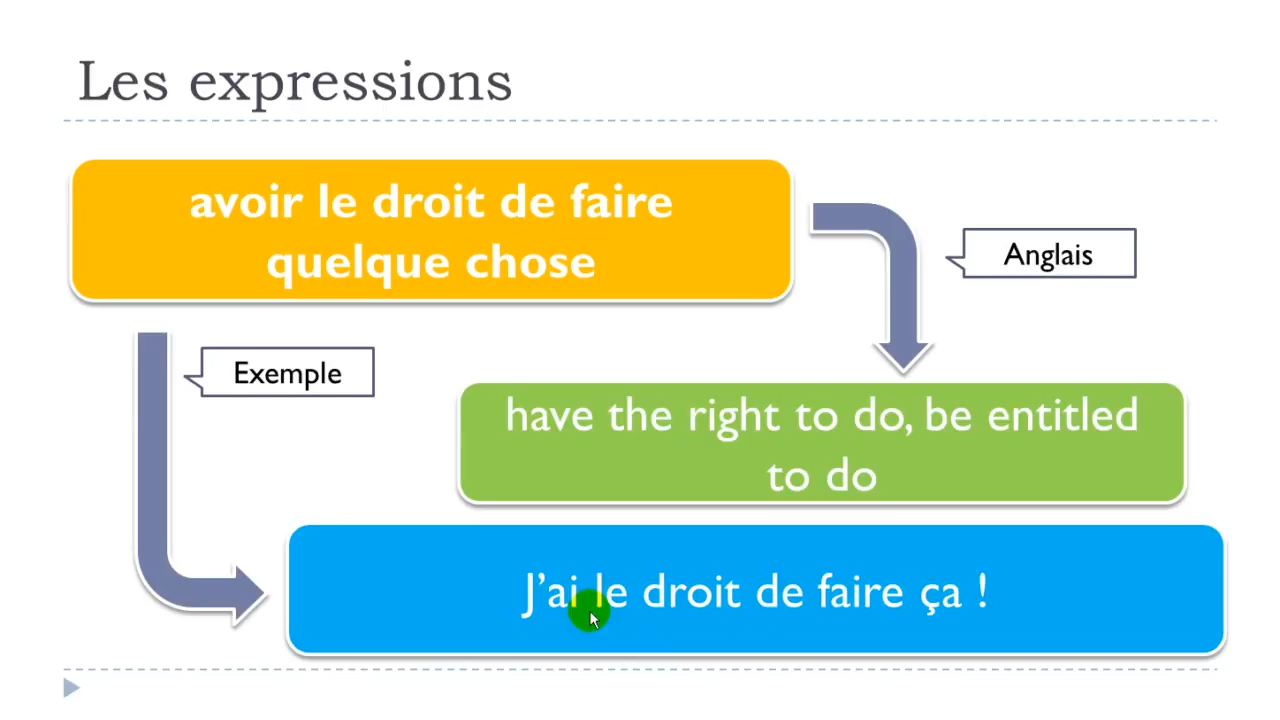 Les expressions
avoir le droit de faire
quelque chose
Anglais
Exemple
have the right to do, be entitled
to do
J’ai le droit de faire ça !